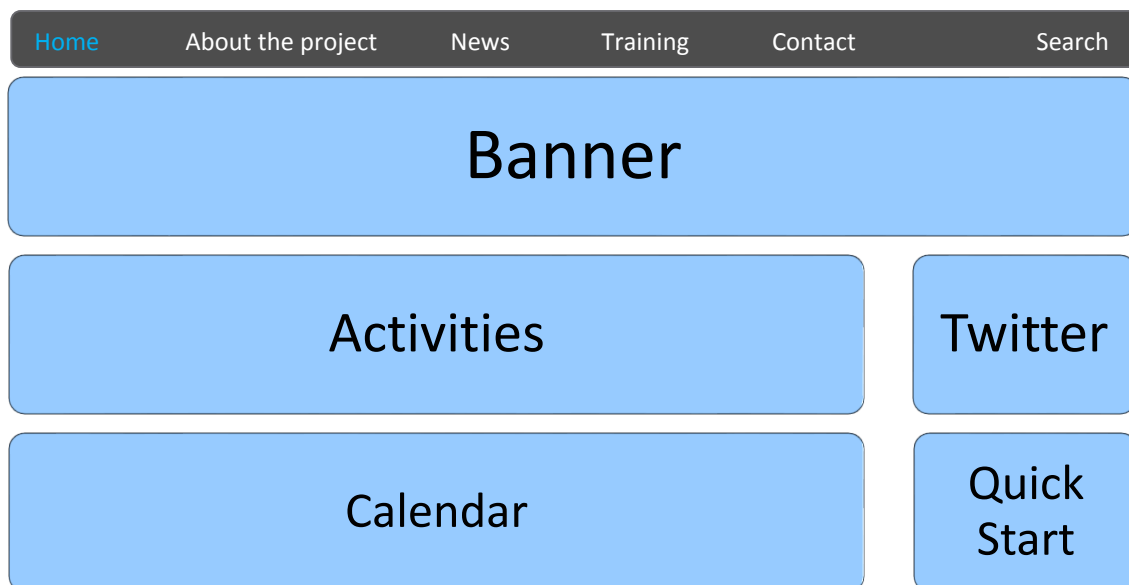 Home About the project News Training Contact Search
Banner
Activities
Twitter
Calendar
Quick
Start